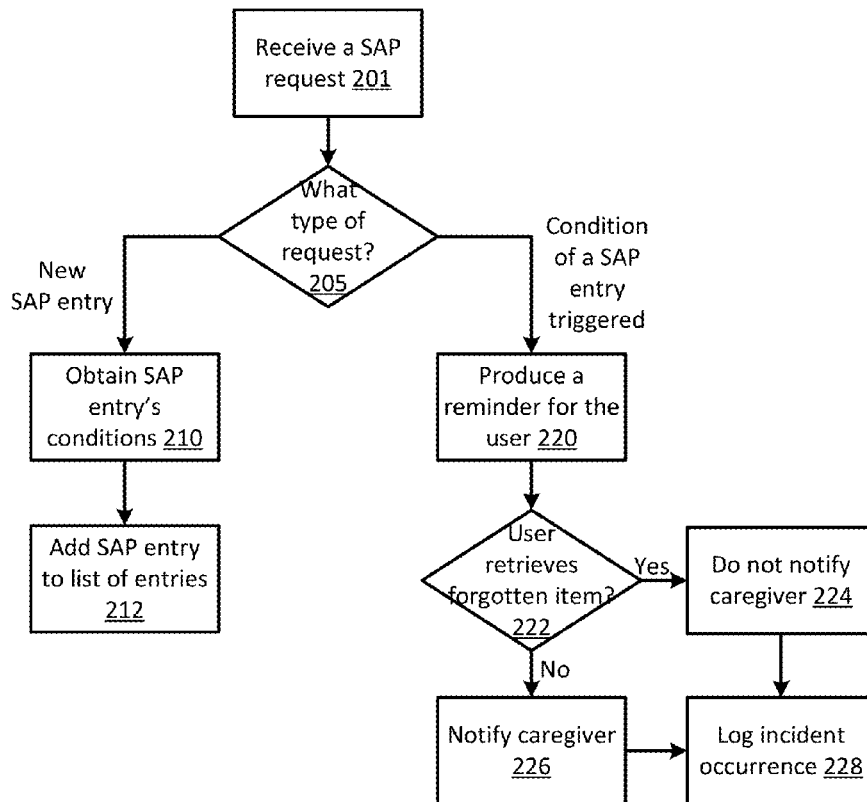 Receive a SAP
request 201
What
type of
request?
205
New
SAP entry
Condition
of a SAP
entry
triggered
Obtain SAP
entry's
conditions 210
Produce a
reminder for the
user 220
Add SAP entry
to list of entries
212
User
retrieves
forgotten item?
222
Yes
Do not notify
caregiver 224
No
Notify caregiver
226
Log incident
occurrence 228